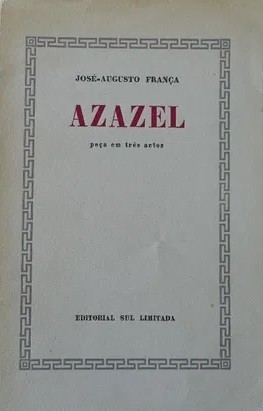 JOSÉ-AUGUSTO FRANÇA
AZAZEL
peça em três actos
EDITORIAL SUL LIMITADA